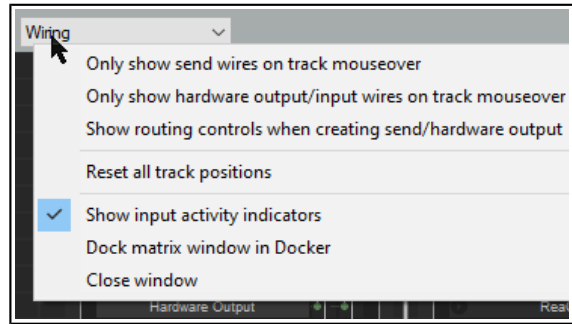 Wiring
Only show send wires on track mouseover
Only show hardware output/input wires on track mouseover
Show routing controls when creating send/hardware output
Reset all track positions
Show input activity indicators
Dock matrix window in Docker
Close window
Hardware Output